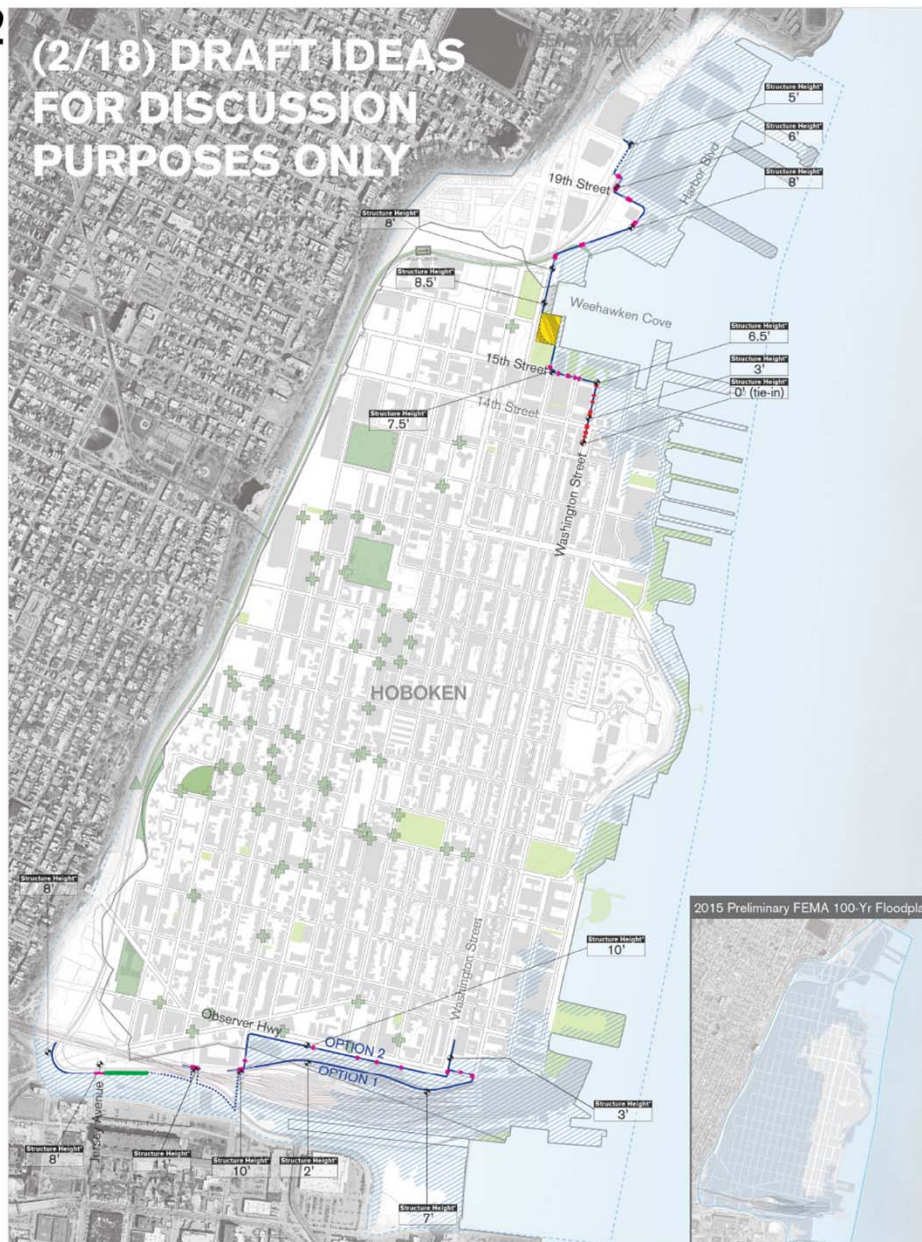 2
(2/18) DRAFT IDEAS
FOR DISCUSSION
PURPOSES ONLY
WEEHAWKEN
Structure Height*
5'
Structure Height*
6'
Structure Height*
8'
19th Street
Harbor Blvd
Structure Height*
8'
Structure Height*
8.5'
Weehawken Cove
Structure Height*
6.5'
Structure Height*
3'
Structure Height*
0' (tie-in)
15th Street
14th Street
Structure Height*
7.5'
Washington Street
JERSEY CITY
HOBOKEN
Structure Height*
8'
2015 Preliminary FEMA 100-Yr Floodpla
Washington Street
Structure Height*
10'
Observer Hwy
OPTION 2
OPTION 1
Jersey Avenue
Structure Height*
3'
Structure Height*
8'
Structure Height*
11'
Structure Height*
10'
Structure Height*
2'
Structure Height*
7'